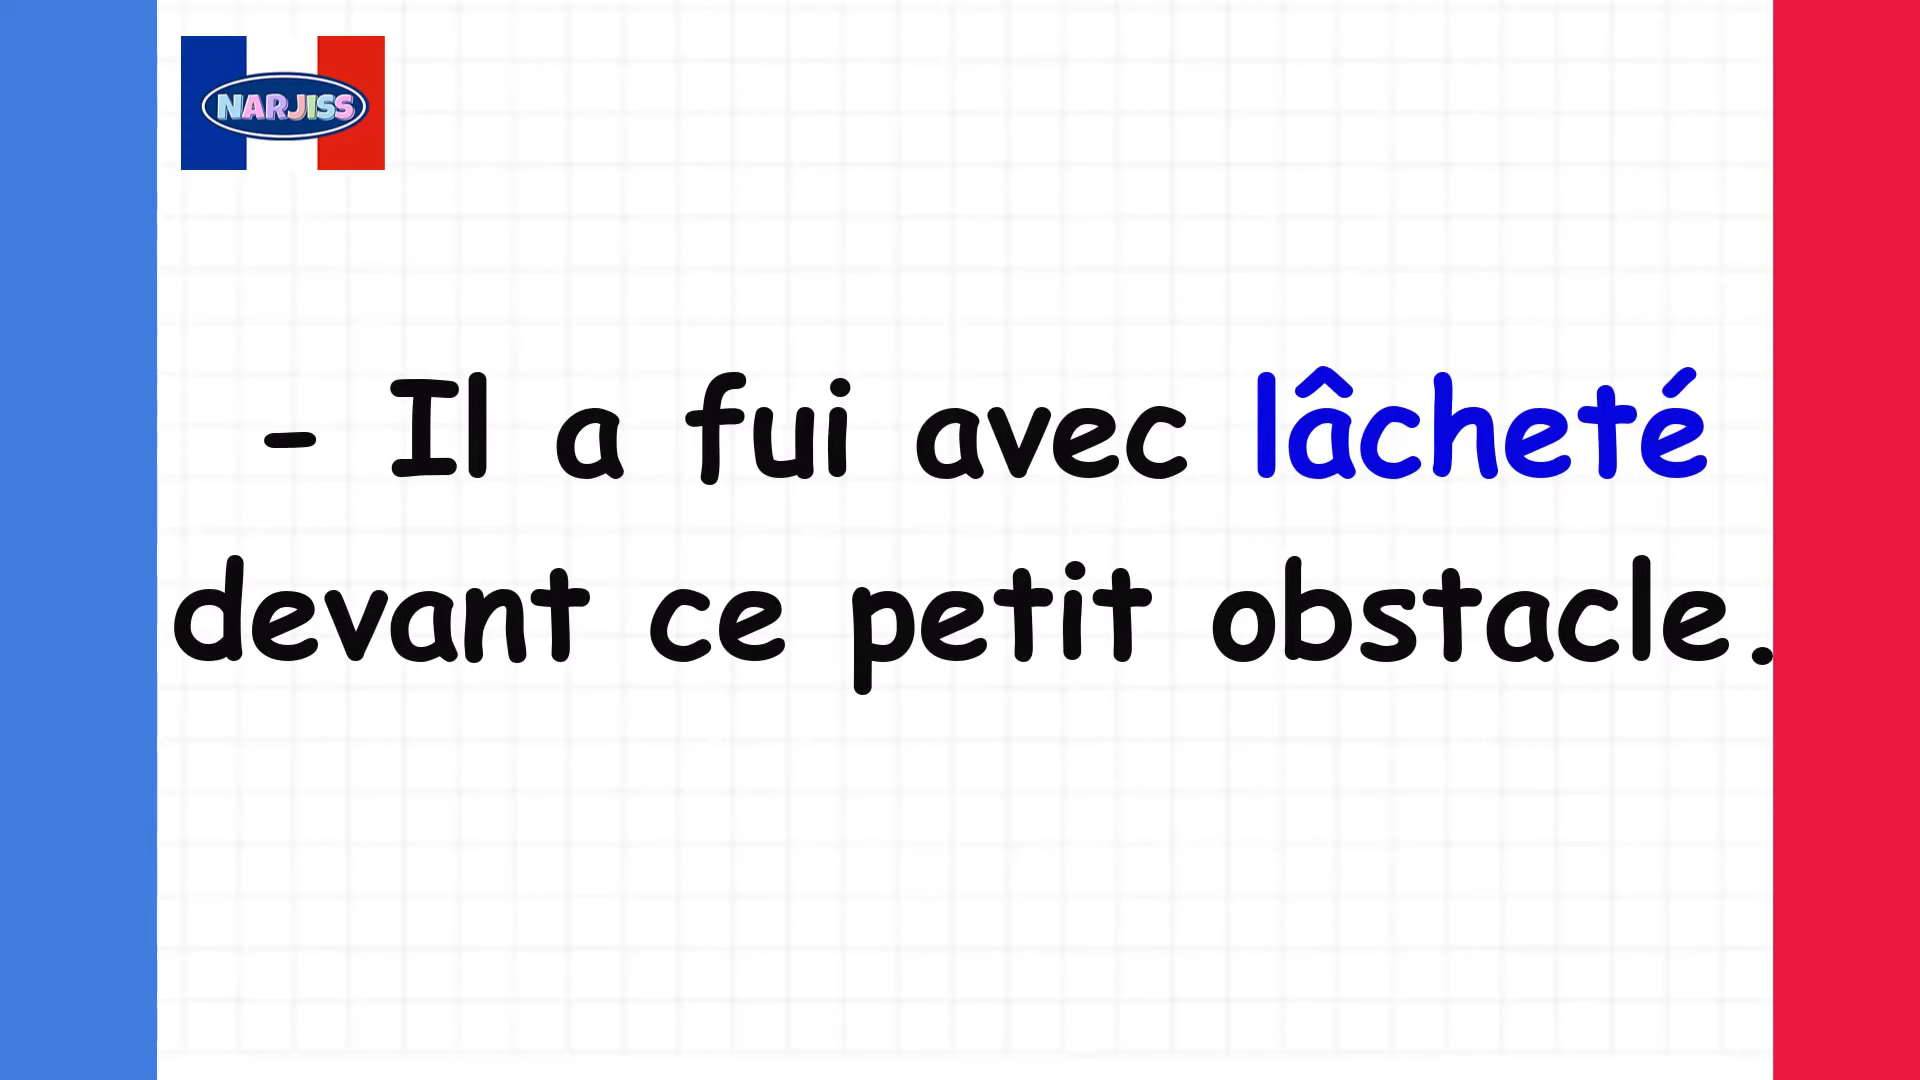 NARJISS
- Il a fui avec lâcheté
devant ce petit obstacle.